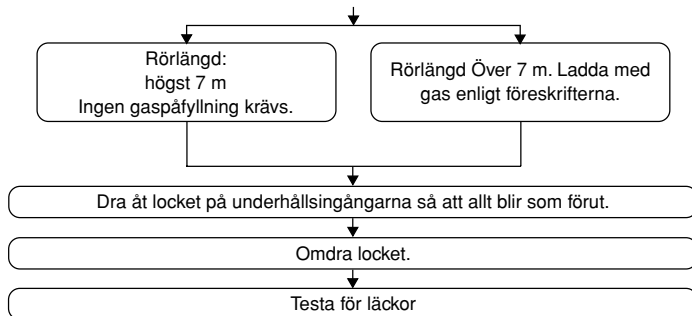 Rörlängd:
högst 7 m
Ingen gaspåfyllning krävs.
Rörlängd Över 7 m. Ladda med
gas enligt föreskrifterna.
Dra åt locket på underhållsingångarna så att allt blir som förut.
Omdra locket.
Testa för läckor